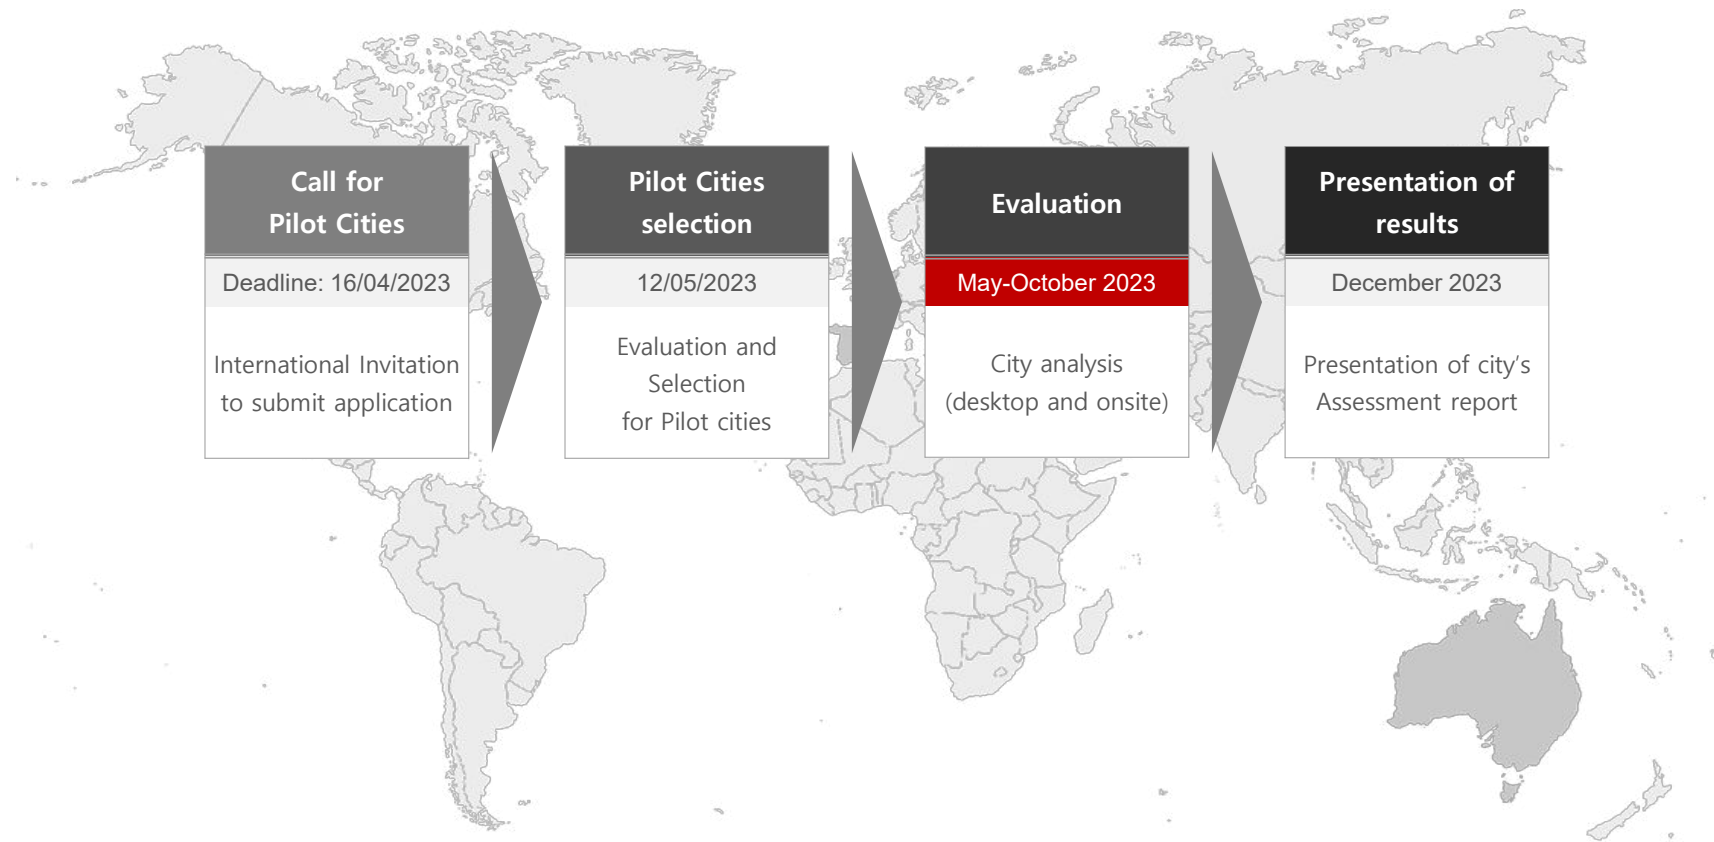 Call for
Pilot Cities
Deadline: 16/04/2023
International Invitation
to submit application
Pilot Cities
selection
12/05/2023
Evaluation and
Selection
for Pilot cities
Evaluation
May-October 2023
City analysis
(desktop and onsite)
Presentation of
results
December 2023
Presentation of city’s
Assessment report